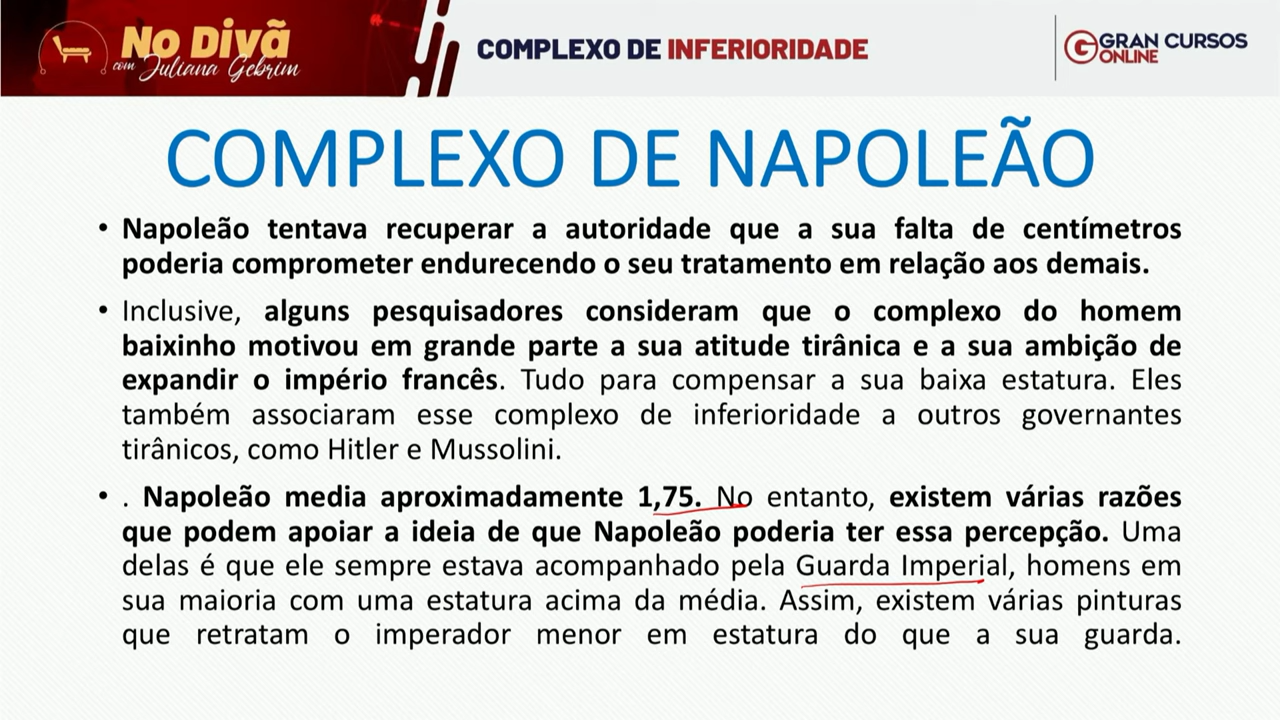 No Divã
com Juliana Gebrim
COMPLEXO DE INFERIORIDADE
GRAN CURSOS
ONLINE
COMPLEXO DE NAPOLEÃO
• Napoleão tentava recuperar a autoridade que a sua falta de centímetros
poderia comprometer endurecendo o seu tratamento em relação aos demais.
• Inclusive, alguns pesquisadores consideram que o complexo do homem
baixinho motivou em grande parte a sua atitude tirânica e a sua ambição de
expandir o império francês. Tudo para compensar a sua baixa estatura. Eles
também associaram esse complexo de inferioridade a outros governantes
tirânicos, como Hitler e Mussolini.
• . Napoleão media aproximadamente 1,75. No entanto, existem várias razões
que podem apoiar a ideia de que Napoleão poderia ter essa percepção. Uma
delas é que ele sempre estava acompanhado pela Guarda Imperial, homens em
sua maioria com uma estatura acima da média. Assim, existem várias pinturas
que retratam o imperador menor em estatura do que a sua guarda.